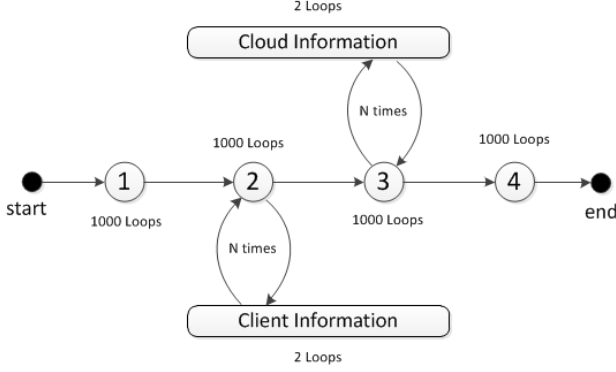 2 Loops
Cloud Information
N times
1000 Loops
1000 Loops
1
2
3
4
start
end
1000 Loops
1000 Loops
N times
Client Information
2 Loops